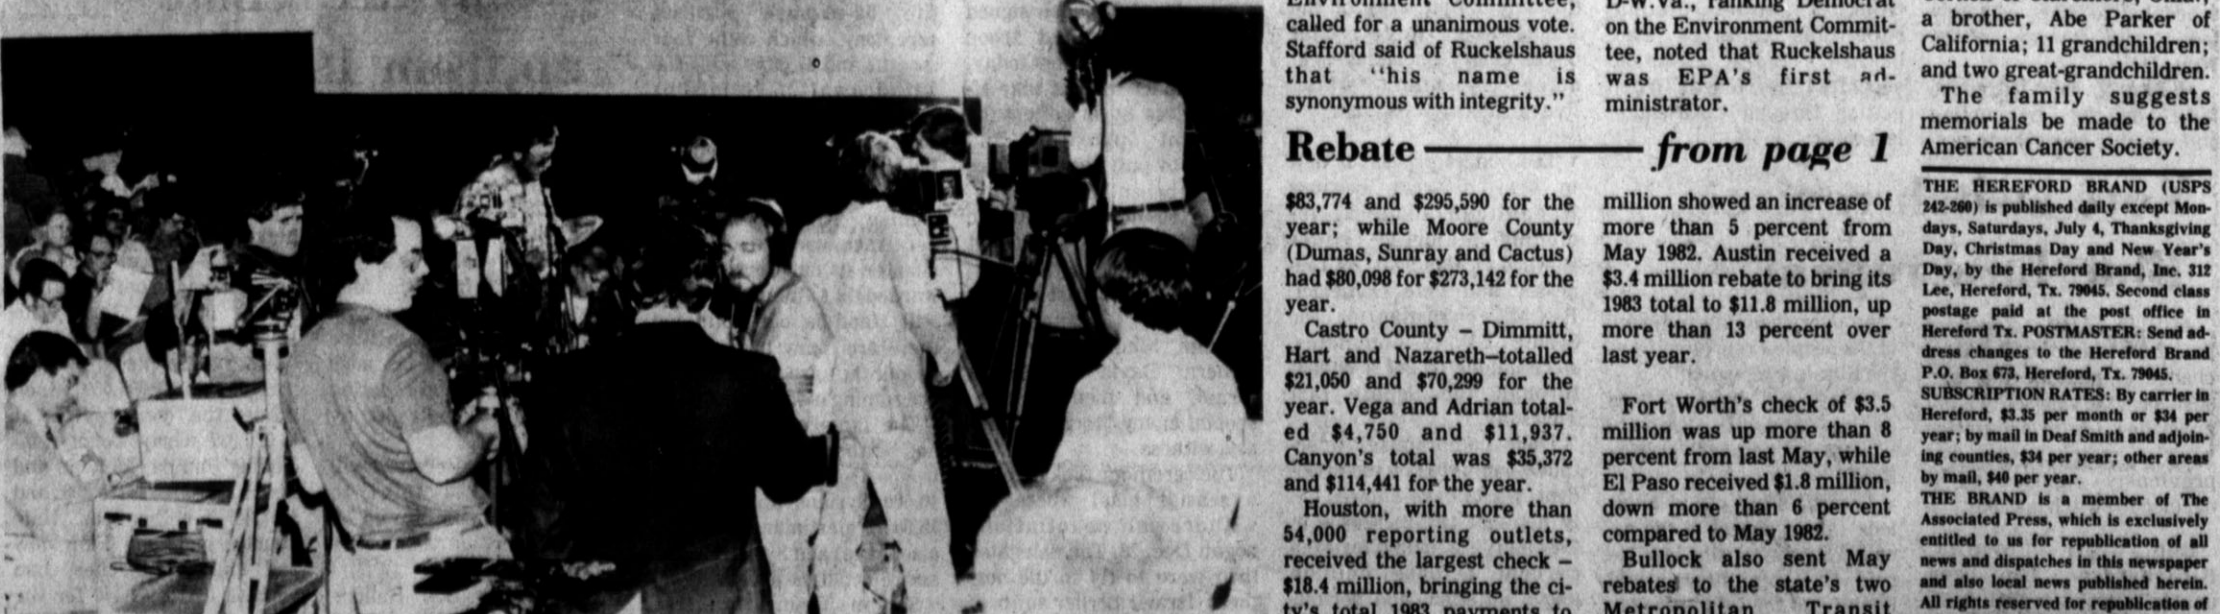 Environment Committee,
called for a unanimous vote.
Stafford said of Ruckelshaus
that "his name is
synonymous with integrity."
D-W.Va., ranking Democrat
on the Environment Commit-
tee, noted that Ruckelshaus
was EPA's first ad-
ministrator.
Rebate from page 1
$83,774 and $295,590 for the
year; while Moore County
(Dumas, Sunray and Cactus)
had $80,098 for $273,142 for the
year.
Castro County – Dimmitt,
Hart and Nazareth—totalled
$21,050 and $70,299 for the
year. Vega and Adrian total-
ed $4,750 and $11,937.
Canyon's total was $35,372
and $114,441 for the year.
Houston, with more than
54,000 reporting outlets,
received the largest check –
$18.4 million, bringing the ci-
ty's total 1983 payments to
million showed an increase of
more than 5 percent from
May 1982. Austin received a
$3.4 million rebate to bring its
1983 total to $11.8 million, up
more than 13 percent over
last year.
Fort Worth's check of $3.5
million was up more than 8
percent from last May, while
El Paso received $1.8 million,
down more than 6 percent
compared to May 1982.
Bullock also sent May
rebates to the state's two
Metropolitan Transit
a brother, Abe Parker of
California; 11 grandchildren;
and two great-grandchildren.
The family suggests
memorials be made to the
American Cancer Society.
THE HEREFORD BRAND (USPS
242-260) is published daily except Mon-
days, Saturdays, July 4, Thanksgiving
Day, Christmas Day and New Year's
Day, by the Hereford Brand, Inc. 312
Lee, Hereford, Tx. 79045. Second class
postage paid at the post office in
Hereford Tx. POSTMASTER: Send ad-
dress changes to the Hereford Brand
P.O. Box 673, Hereford, Tx. 79045.
SUBSCRIPTION RATES: By carrier in
Hereford, $3.35 per month or $34 per
year; by mail in Deaf Smith and adjoin-
ing counties, $34 per year; other areas
by mail, $40 per year.
THE BRAND is a member of The
Associated Press, which is exclusively
entitled to us for republication of all
news and dispatches in this newspaper
and also local news published herein.
All rights reserved for republication of